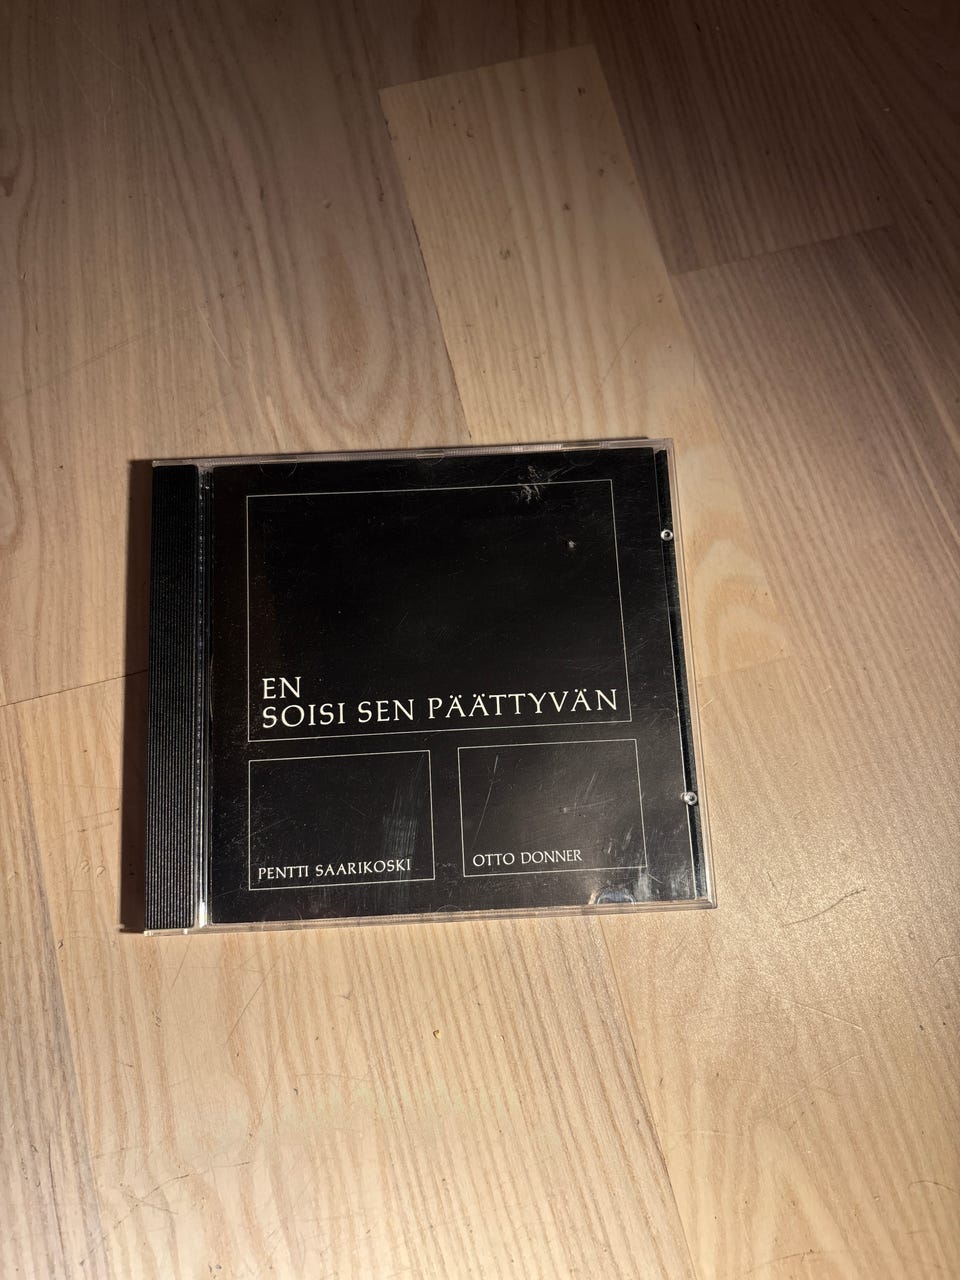 EN
SOISI SEN PÄÄTTYVÄN
PENTTI SAARIKOSKI
OTTO DONNER